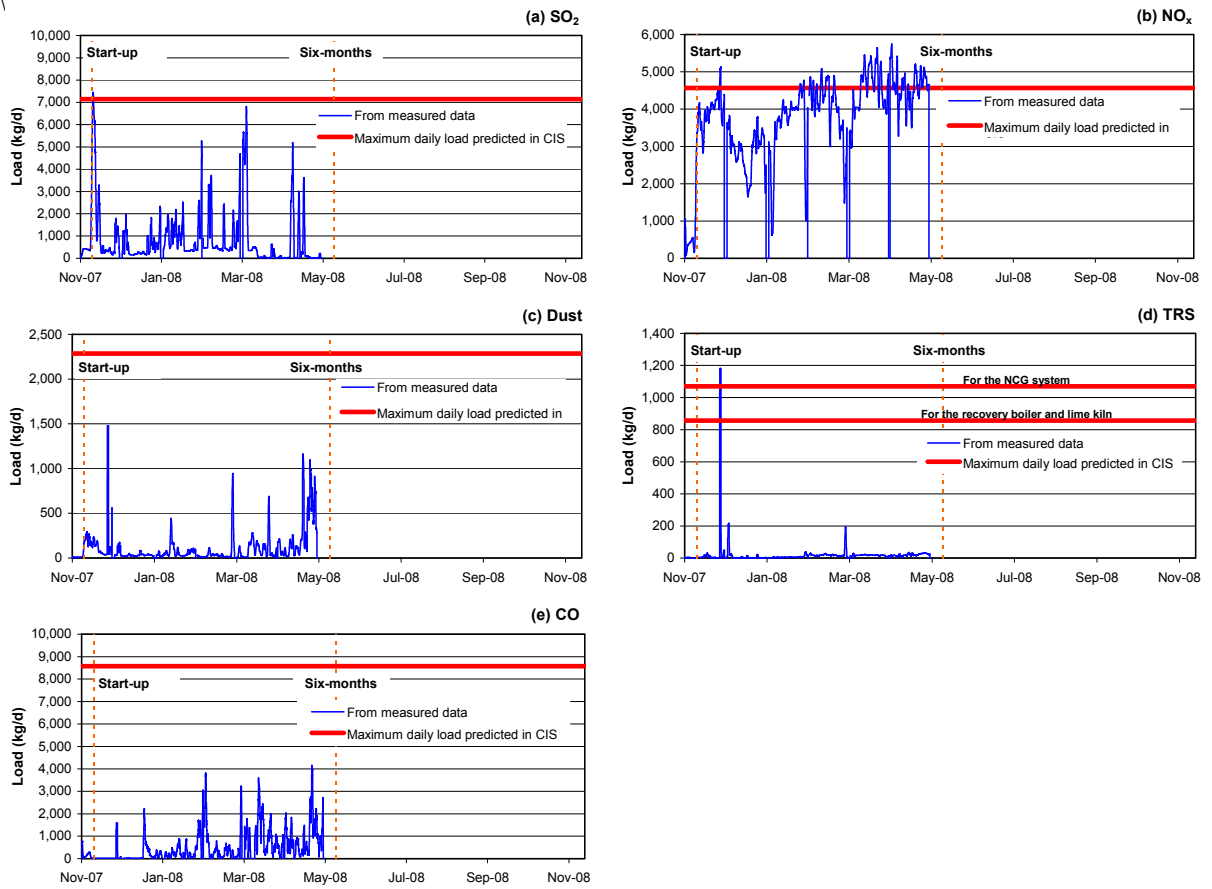 \
(a) SO2
Load (kg/d)
10,000
9,000
8,000
7,000
6,000
5,000
4,000
3,000
2,000
1,000
0
Start-up
Six-months
From measured data
Maximum daily load predicted in CIS
Nov-07 Jan-08 Mar-08 May-08 Jul-08 Sep-08 Nov-08
(b) NOx
Load (kg/d)
6,000
5,000
4,000
3,000
2,000
1,000
0
Start-up
Six-months
From measured data
Maximum daily load predicted in
Nov-07 Jan-08 Mar-08 May-08 Jul-08 Sep-08 Nov-08
(c) Dust
Load (kg/d)
2,500
2,000
1,500
1,000
500
0
Start-up
Six-months
From measured data
Maximum daily load predicted in
Nov-07 Jan-08 Mar-08 May-08 Jul-08 Sep-08 Nov-08
(d) TRS
Load (kg/d)
1,400
1,200
1,000
800
600
400
200
0
Start-up
Six-months
For the NCG system
For the recovery boiler and lime kiln
From measured data
Maximum daily load predicted in CIS
Nov-07 Jan-08 Mar-08 May-08 Jul-08 Sep-08 Nov-08
(e) CO
Load (kg/d)
10,000
9,000
8,000
7,000
6,000
5,000
4,000
3,000
2,000
1,000
0
Start-up
Six-months
From measured data
Maximum daily load predicted in CIS
Nov-07 Jan-08 Mar-08 May-08 Jul-08 Sep-08 Nov-08